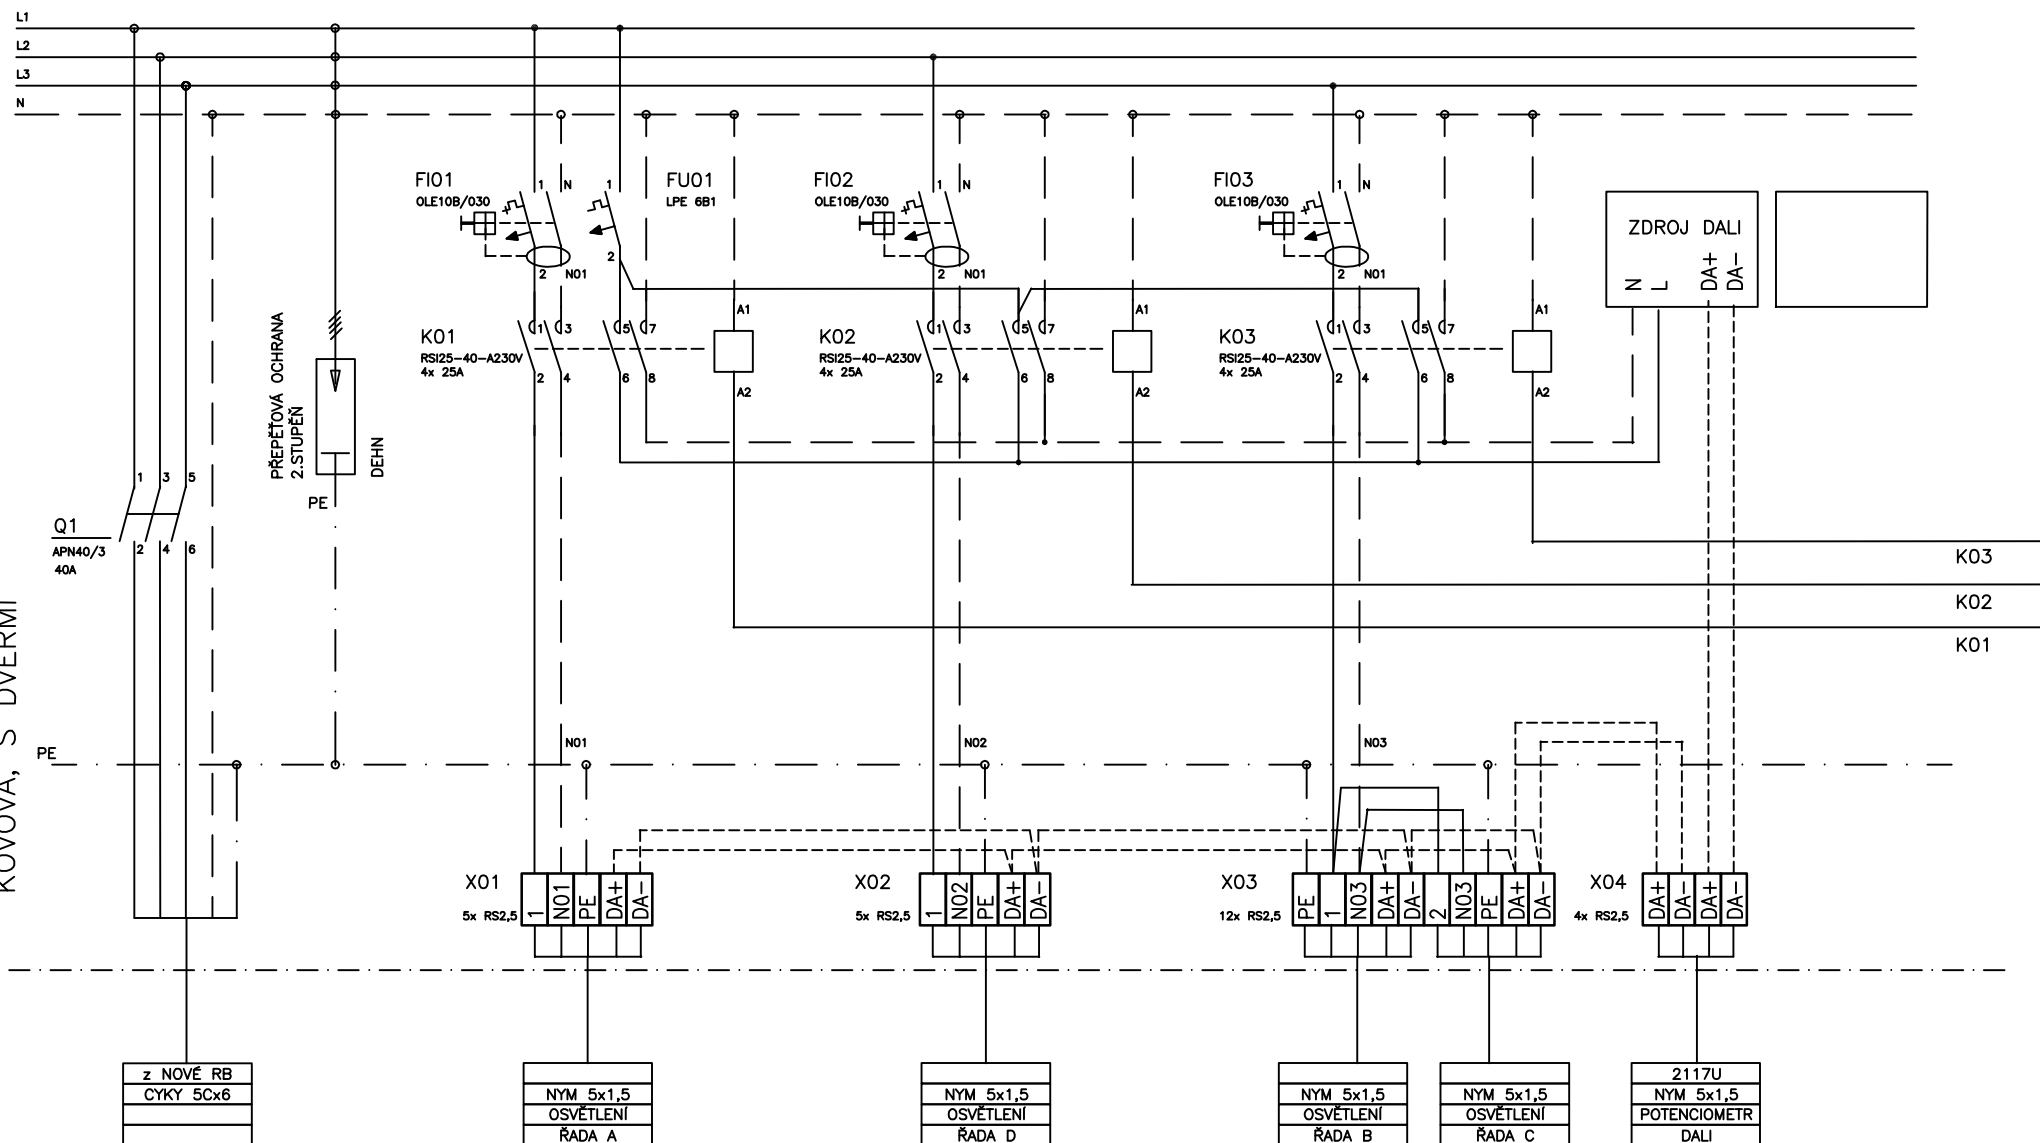 L1
L2
L3
N
FI01
OLE10B/030
1
N
2
N01
1
2
FU01
LPE 6B1
FI02
OLE10B/030
1
N
2
N01
FI03
OLE10B/030
1
N
2
N01
ZDROJ DALI
N
L
DA+
DA-
K01
RSI25-40-A230V
4x 25A
1
3
5
7
2
4
6
8
A1
A2
K02
RSI25-40-A230V
4x 25A
1
3
5
7
2
4
6
8
A1
A2
K03
RSI25-40-A230V
4x 25A
1
3
5
7
2
4
6
8
A1
A2
PŘEPĚŤOVÁ OCHRANA
2.STUPĚŇ
DEHN
PE
Q1
APN40/3
40A
1
3
5
2
4
6
K03
K02
K01
KOVOVÁ, S DVEŘMI
PE
N01
N02
N03
X01
5x RS2,5
1
N01
PE
DA+
DA-
X02
5x RS2,5
1
N02
PE
DA+
DA-
X03
12x RS2,5
PE
1
N03
DA+
DA-
2
N03
PE
DA+
DA-
X04
4x RS2,5
DA+
DA-
DA+
DA-
z NOVÉ RB
CYKY 5Cx6
NYM 5x1,5
OSVĚTLENÍ
ŘADA A
NYM 5x1,5
OSVĚTLENÍ
ŘADA D
NYM 5x1,5
OSVĚTLENÍ
ŘADA B
NYM 5x1,5
OSVĚTLENÍ
ŘADA C
2117U
NYM 5x1,5
POTENCIOMETR
DALI